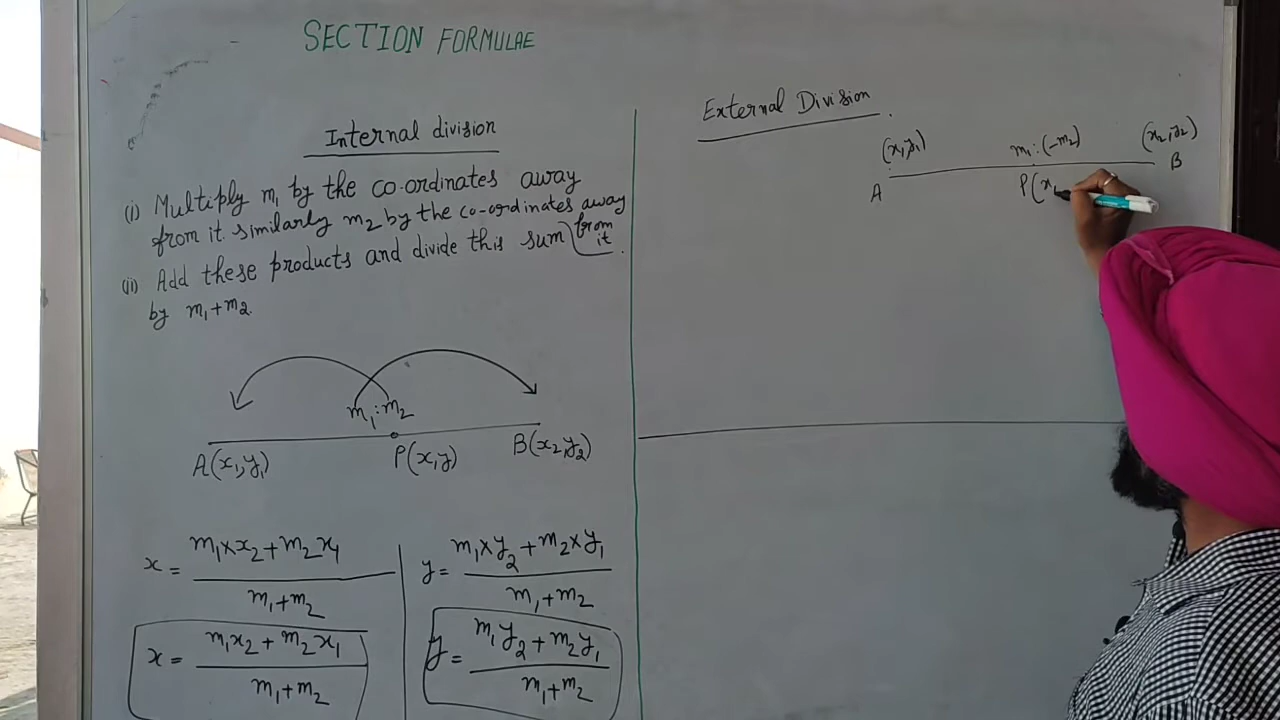 SECTION FORMULAE
Internal division
(i) Multiply m₁ by the co-ordinates away
from it similarly m₂ by the co-ordinates away
from it.
(ii) Add these products and divide this sum
by m₁+m₂.
m₁:m₂
A(x₁,y₁) P(x,y) B(x₂,y₂)
x = (m₁×x₂+m₂x₁)/(m₁+m₂)
y = (m₁×y₂+m₂×y₁)/(m₁+m₂)
x = (m₁x₂+m₂x₁)/(m₁+m₂)
y = (m₁y₂+m₂y₁)/(m₁+m₂)
External Division.
(x₁,y₁) m₁:(-m₂) (x₂,y₂)
A P(x B